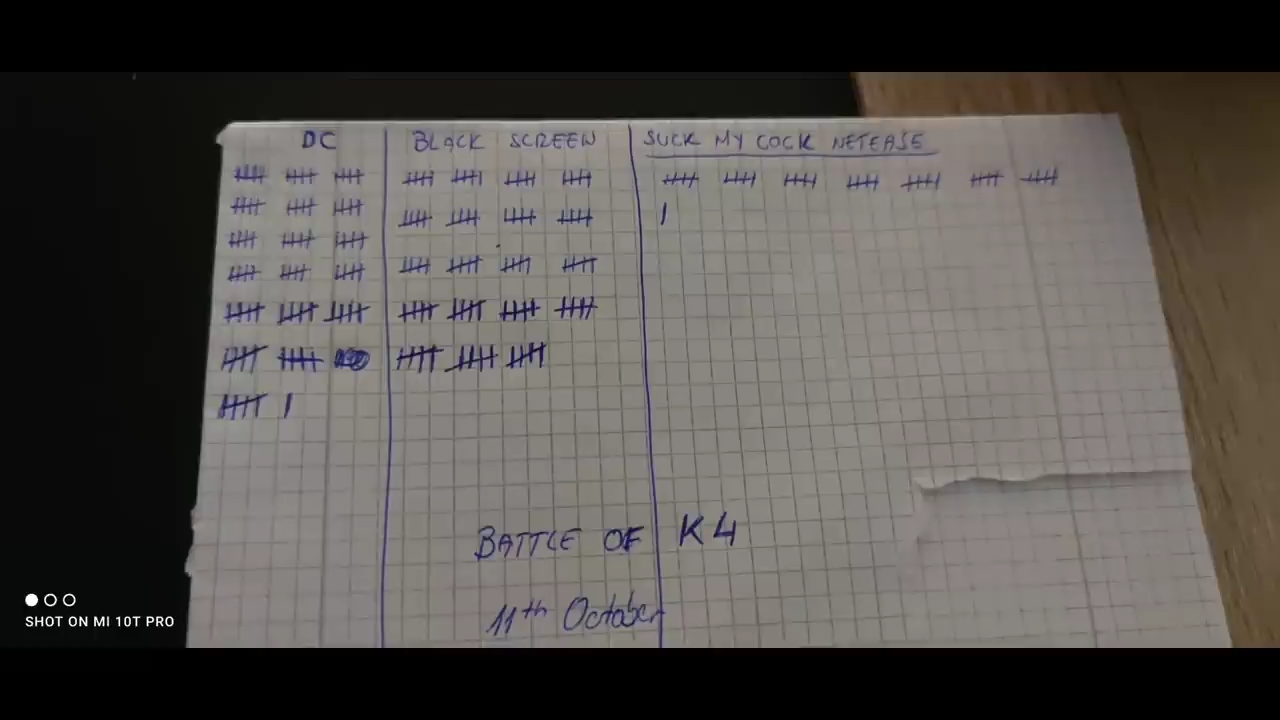 DC BLACK SCREEN SUCK MY COCK NETEASE
BATTLE OF K4
11th October
SHOT ON MI 10T PRO